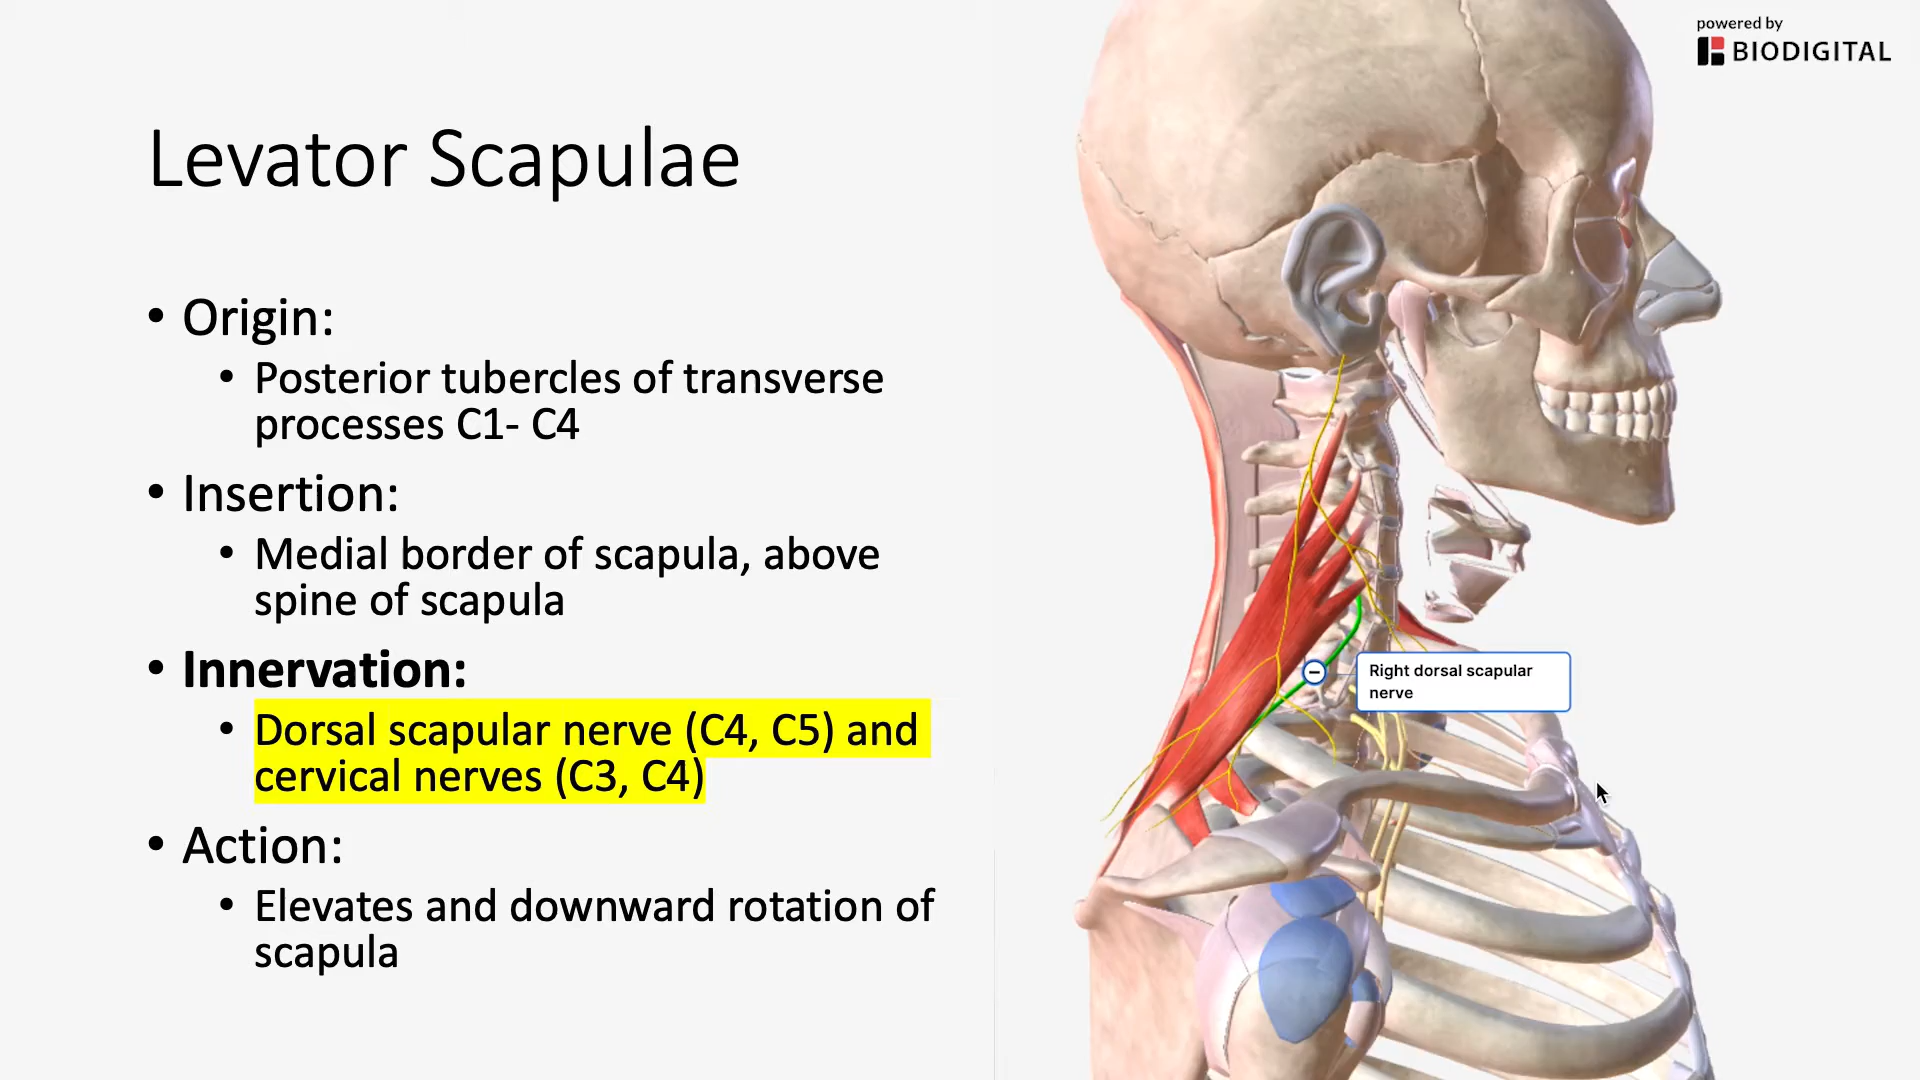 powered by
BIODIGITAL
Levator Scapulae
• Origin:
• Posterior tubercles of transverse
processes C1- C4
• Insertion:
• Medial border of scapula, above
spine of scapula
• Innervation:
• Dorsal scapular nerve (C4, C5) and
cervical nerves (C3, C4)
• Action:
• Elevates and downward rotation of
scapula
Right dorsal scapular
nerve